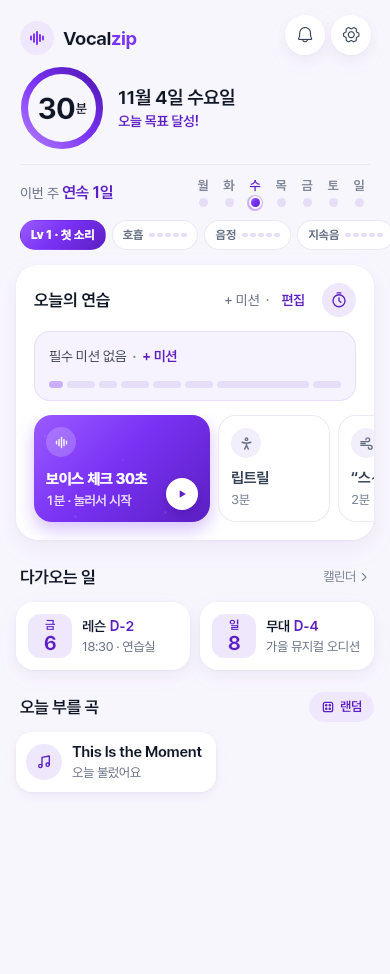 Vocalzip
30분
11월 4일 수요일
오늘 목표 달성!
이번 주 연속 1일
월 화 수 목 금 토 일
Lv 1 · 첫 소리
호흡
음정
지속음
오늘의 연습
+ 미션 · 편집
필수 미션 없음 · + 미션
보이스 체크 30초
1분 · 눌러서 시작
립트릴
3분
2분
다가오는 일
캘린더
금
6
레슨 D-2
18:30 · 연습실
일
8
무대 D-4
가을 뮤지컬 오디션
오늘 부를 곡
랜덤
This Is the Moment
오늘 불렀어요